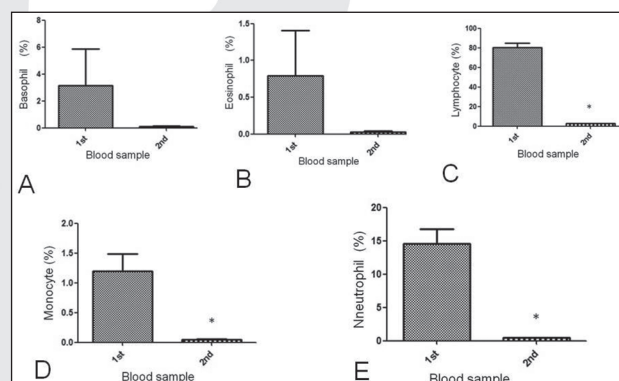 Basophil (%)
8
6
4
2
0
1st
2nd
Blood sample
A
Eosinophil (%)
1.5
1.0
0.5
0.0
1st
2nd
Blood sample
B
Lymphocyte (%)
100
80
60
40
20
0
*
1st
2nd
Blood sample
C
Monocyte (%)
2.0
1.5
1.0
0.5
0.0
*
1st
2nd
Blood sample
D
Nneutrophil (%)
20
15
10
5
0
*
1st
2nd
Blood sample
E